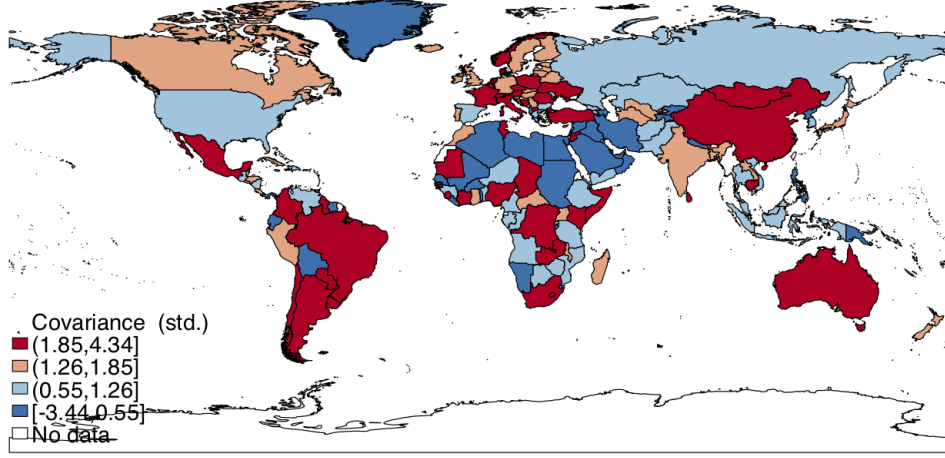 Covariance (std.)
(1.85,4.34]
(1.26,1.85]
(0.55,1.26]
[-3.44,0.55]
No data